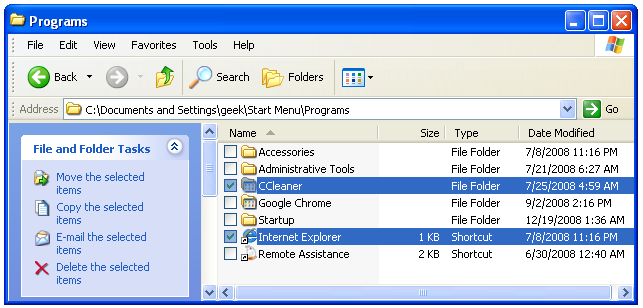 Programs
File Edit View Favorites Tools Help
Back Search Folders
Address C:\Documents and Settings\geek\Start Menu\Programs Go
File and Folder Tasks
Move the selected
items
Copy the selected
items
E-mail the selected
items
Delete the selected
items
Name Size Type Date Modified
Accessories File Folder 7/8/2008 11:16 PM
Administrative Tools File Folder 7/21/2008 6:27 AM
CCleaner File Folder 7/25/2008 4:59 AM
Google Chrome File Folder 9/2/2008 2:16 PM
Startup File Folder 12/19/2008 1:36 AM
Internet Explorer 1 KB Shortcut 7/8/2008 11:16 PM
Remote Assistance 2 KB Shortcut 6/30/2008 12:40 AM